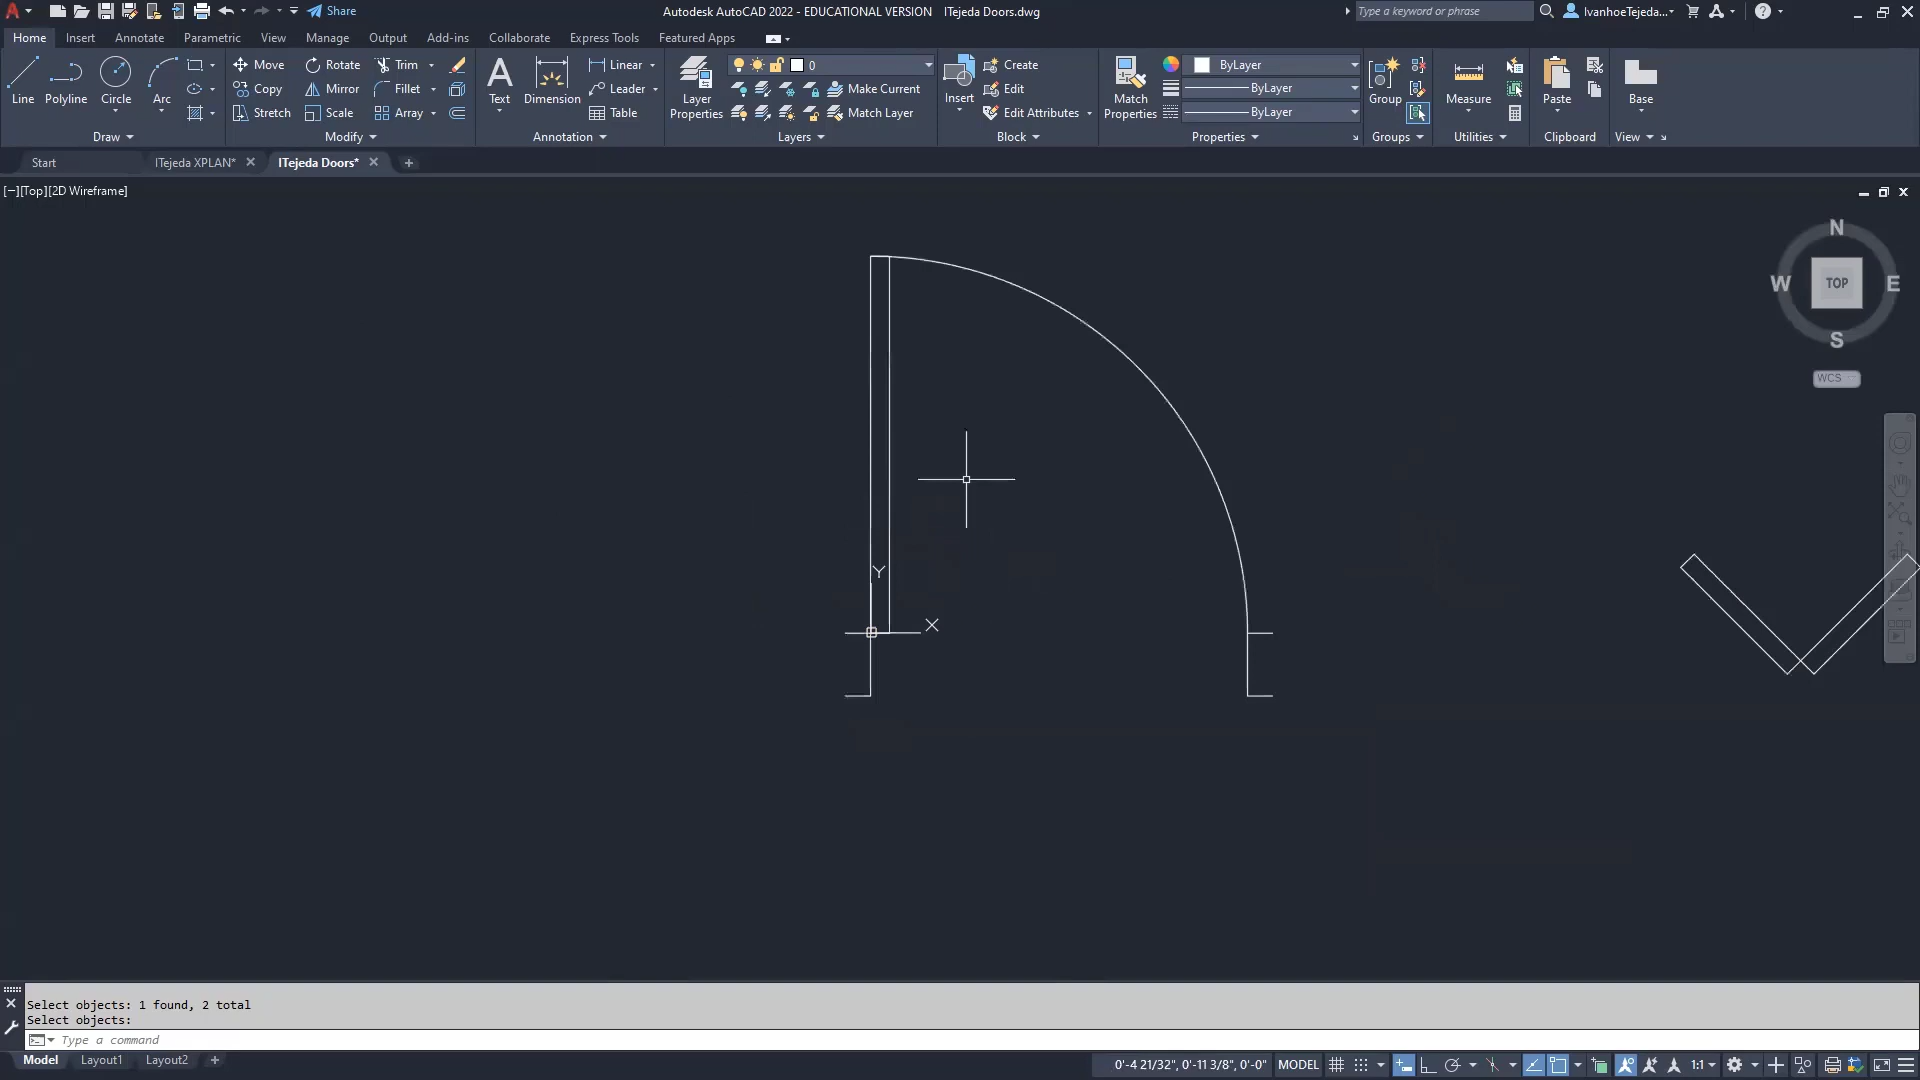 Share
Autodesk AutoCAD 2022 - EDUCATIONAL VERSION ITejeda Doors.dwg
Type a keyword or phrase
IvanhoeTejeda...
Home Insert Annotate Parametric View Manage Output Add-ins Collaborate Express Tools Featured Apps
Line
Polyline
Circle
Arc
Draw
Move Rotate Trim
Copy Mirror Fillet
Stretch Scale Array
Modify
Text
Dimension
Linear
Leader
Table
Annotation
Layer
Properties
0
Make Current
Match Layer
Layers
Insert
Create
Edit
Edit Attributes
Block
Match
Properties
ByLayer
ByLayer
ByLayer
Properties
Group
Groups
Measure
Utilities
Paste
Clipboard
Base
View
Start ITejeda XPLAN* ITejeda Doors*
[−][Top][2D Wireframe]
N
W TOP E
S
WCS
Y
X
Select objects: 1 found, 2 total
Select objects:
Type a command
Model Layout1 Layout2
0'-4 21/32", 0'-11 3/8", 0'-0" MODEL 1:1